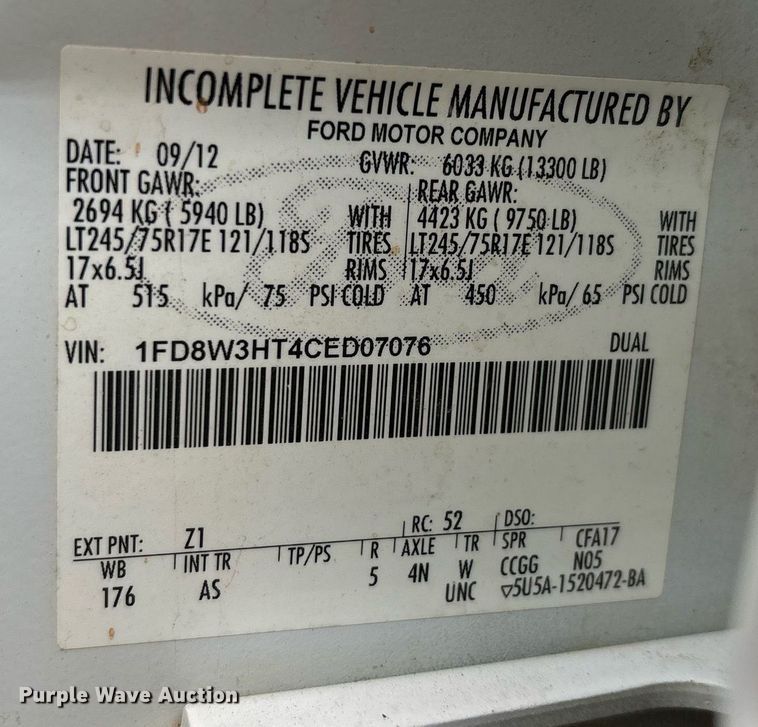 INCOMPLETE VEHICLE MANUFACTURED BY
FORD MOTOR COMPANY
DATE: 09/12 GVWR: 6033 KG (13300 LB)
FRONT GAWR: REAR GAWR:
2694 KG ( 5940 LB) WITH 4423 KG ( 9750 LB) WITH
LT245/75R17E 121/118S TIRES LT245/75R17E 121/118S TIRES
17x6.5J RIMS 17x6.5J RIMS
AT 515 kPa/ 75 PSI COLD AT 450 kPa/ 65 PSI COLD
VIN: 1FD8W3HT4CED07076 DUAL
EXT PNT: Z1 RC: 52 DSO:
WB INT TR TP/PS R AXLE TR SPR CFA17
176 AS 5 4N W CCGG N05
UNC ▽5U5A-1520472-BA
Purple Wave Auction